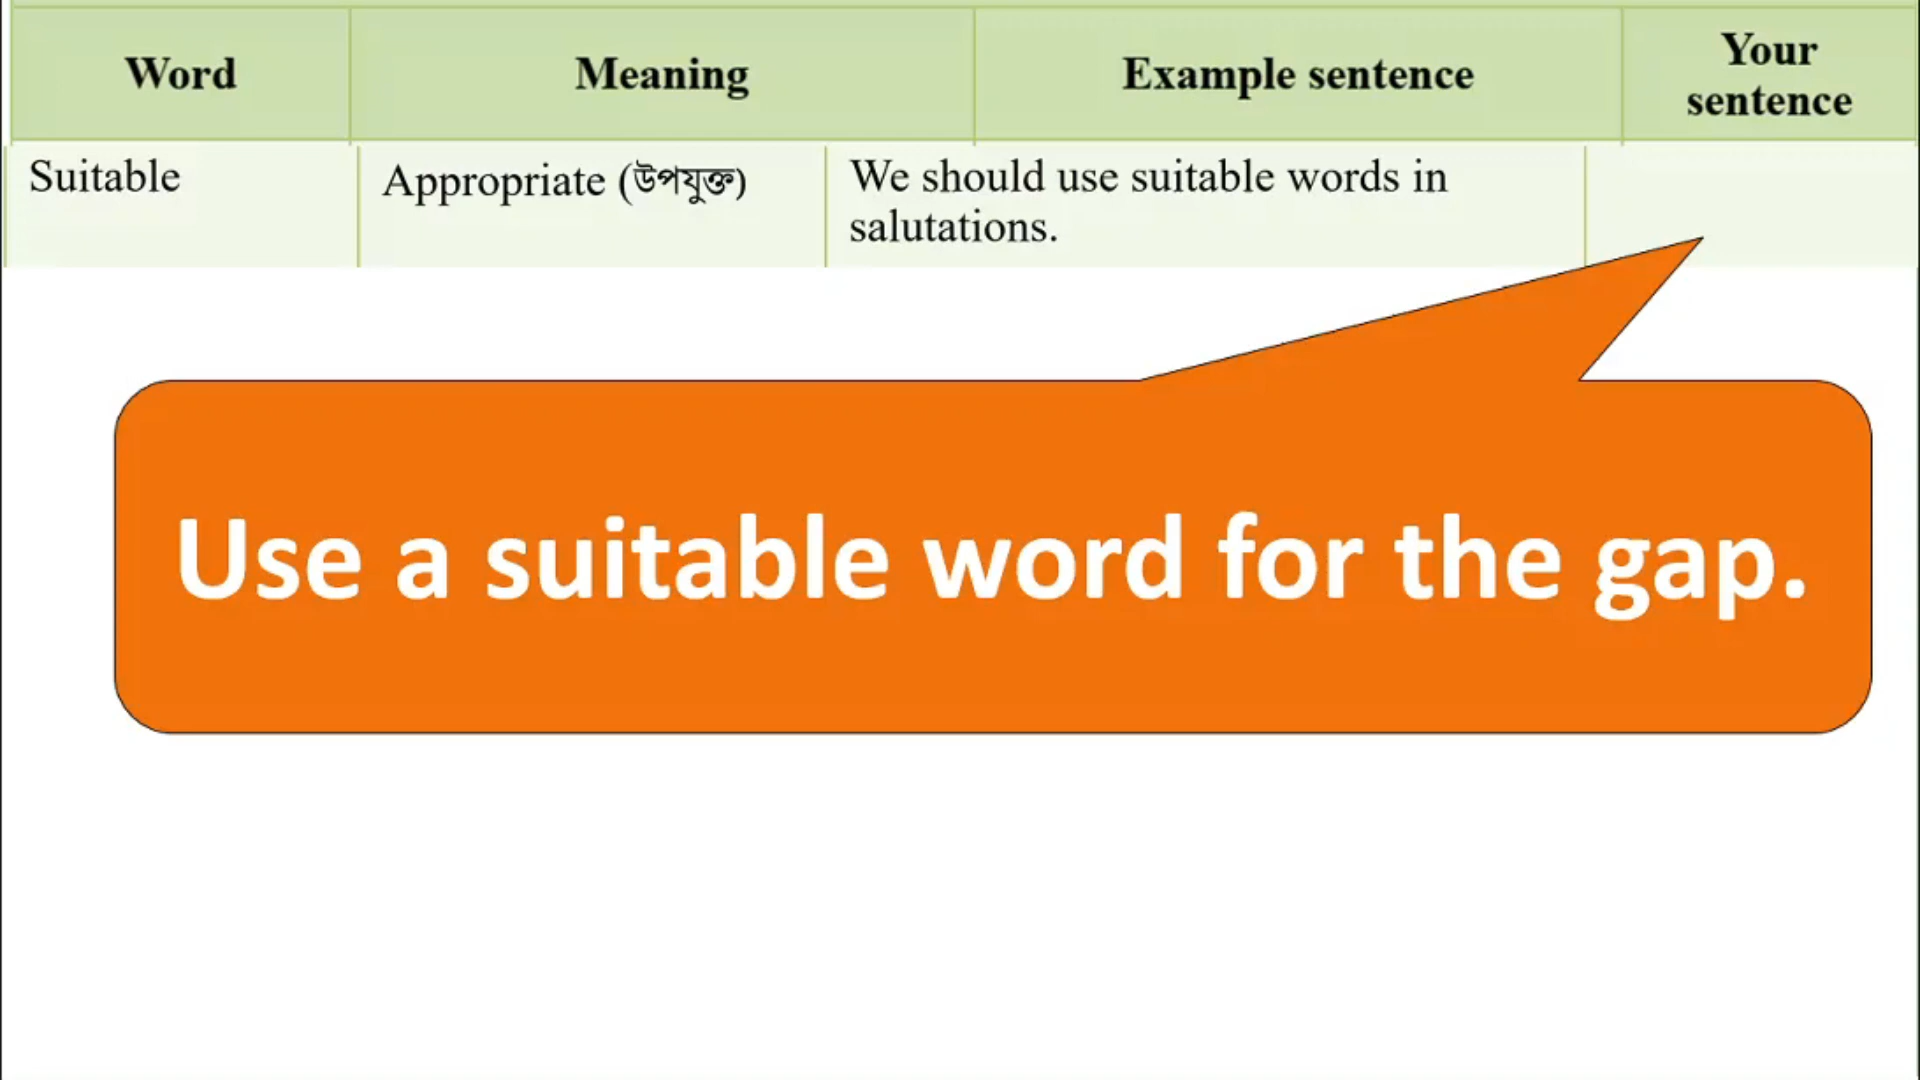 Word Meaning Example sentence Your sentence
Suitable Appropriate (উপযুক্ত) We should use suitable words in
salutations.
Use a suitable word for the gap.